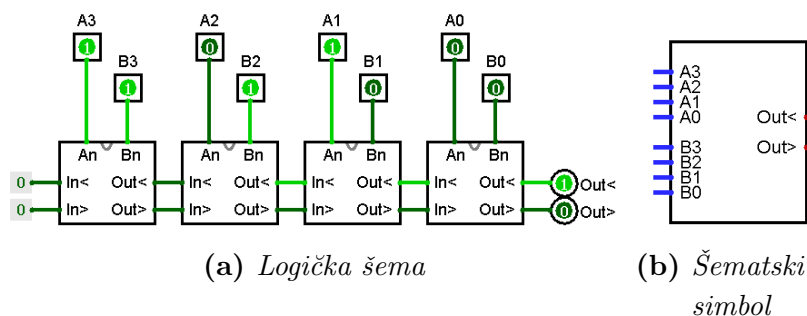 A3 A2 A1 A0
1 0 1 0
B3 B2 B1 B0
1 1 0 0
An Bn An Bn An Bn An Bn
0 In< Out< In< Out< In< Out< In< Out< 1 Out<
0 In> Out> In> Out> In> Out> In> Out> 0 Out>
A3
A2
A1
A0
Out<
B3
Out>
B2
B1
B0
(a) Logička šema
(b) Šematski
simbol